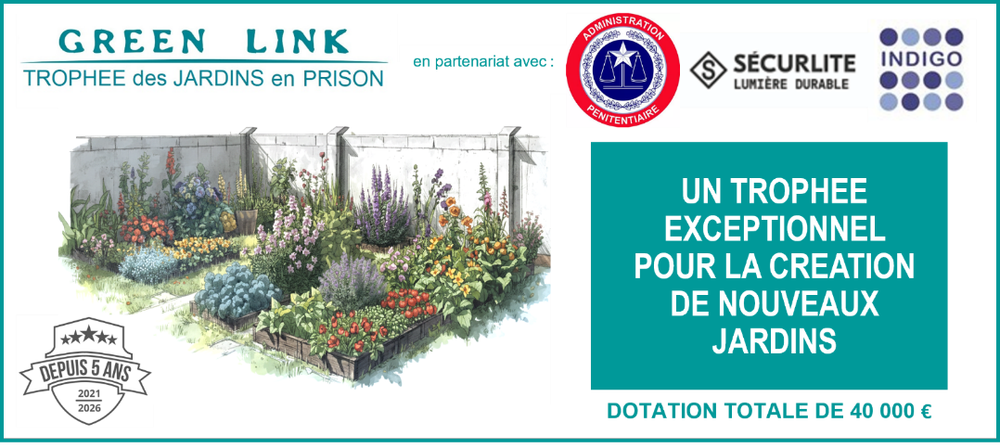 GREEN LINK
TROPHEE des JARDINS en PRISON
en partenariat avec :
ADMINISTRATION
PENITENTIAIRE
S
SÉCURLITE
LUMIÈRE DURABLE
INDIGO
UN TROPHEE
EXCEPTIONNEL
POUR LA CREATION
DE NOUVEAUX
JARDINS
DEPUIS 5 ANS
2021
2026
DOTATION TOTALE DE 40 000 €